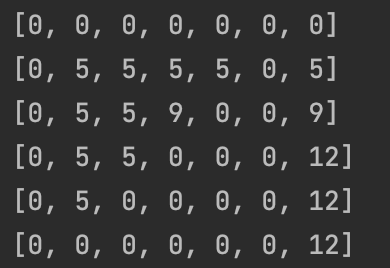 [0, 0, 0, 0, 0, 0, 0]
[0, 5, 5, 5, 5, 0, 5]
[0, 5, 5, 9, 0, 0, 9]
[0, 5, 5, 0, 0, 0, 12]
[0, 5, 0, 0, 0, 0, 12]
[0, 0, 0, 0, 0, 0, 12]